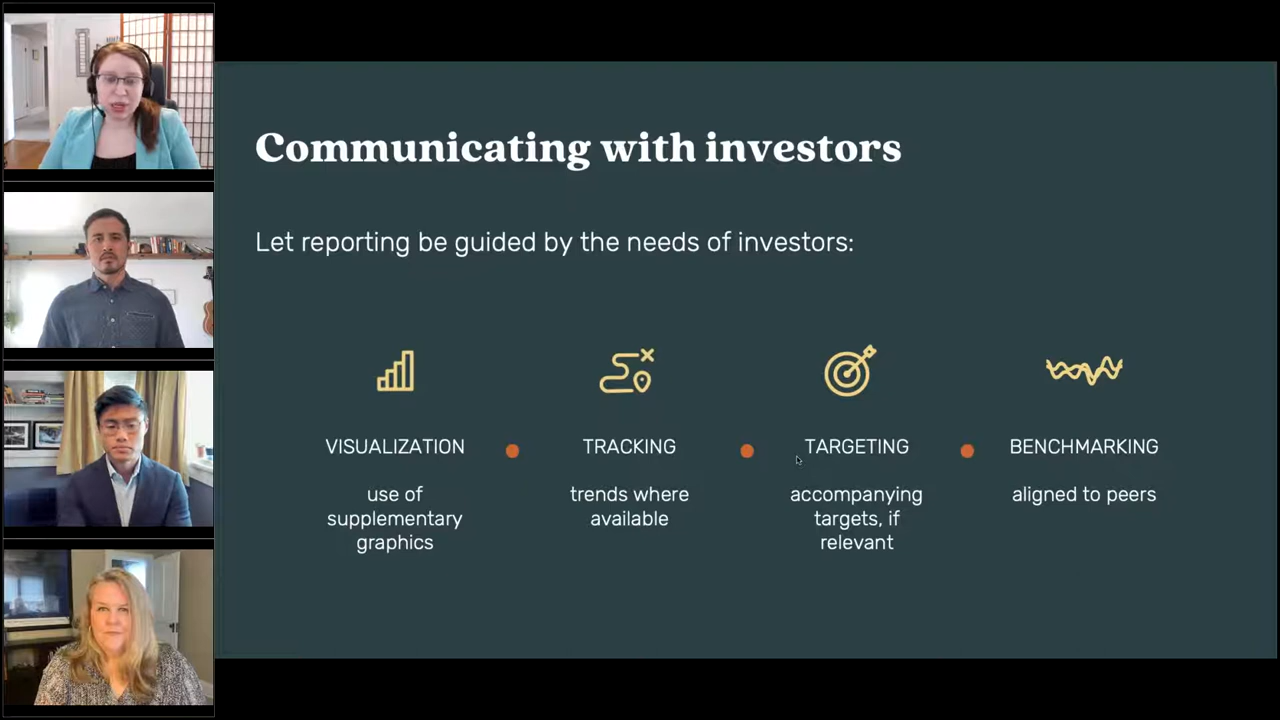 Communicating with investors
Let reporting be guided by the needs of investors:
VISUALIZATION
use of
supplementary
graphics
TRACKING
trends where
available
TARGETING
accompanying
targets, if
relevant
BENCHMARKING
aligned to peers